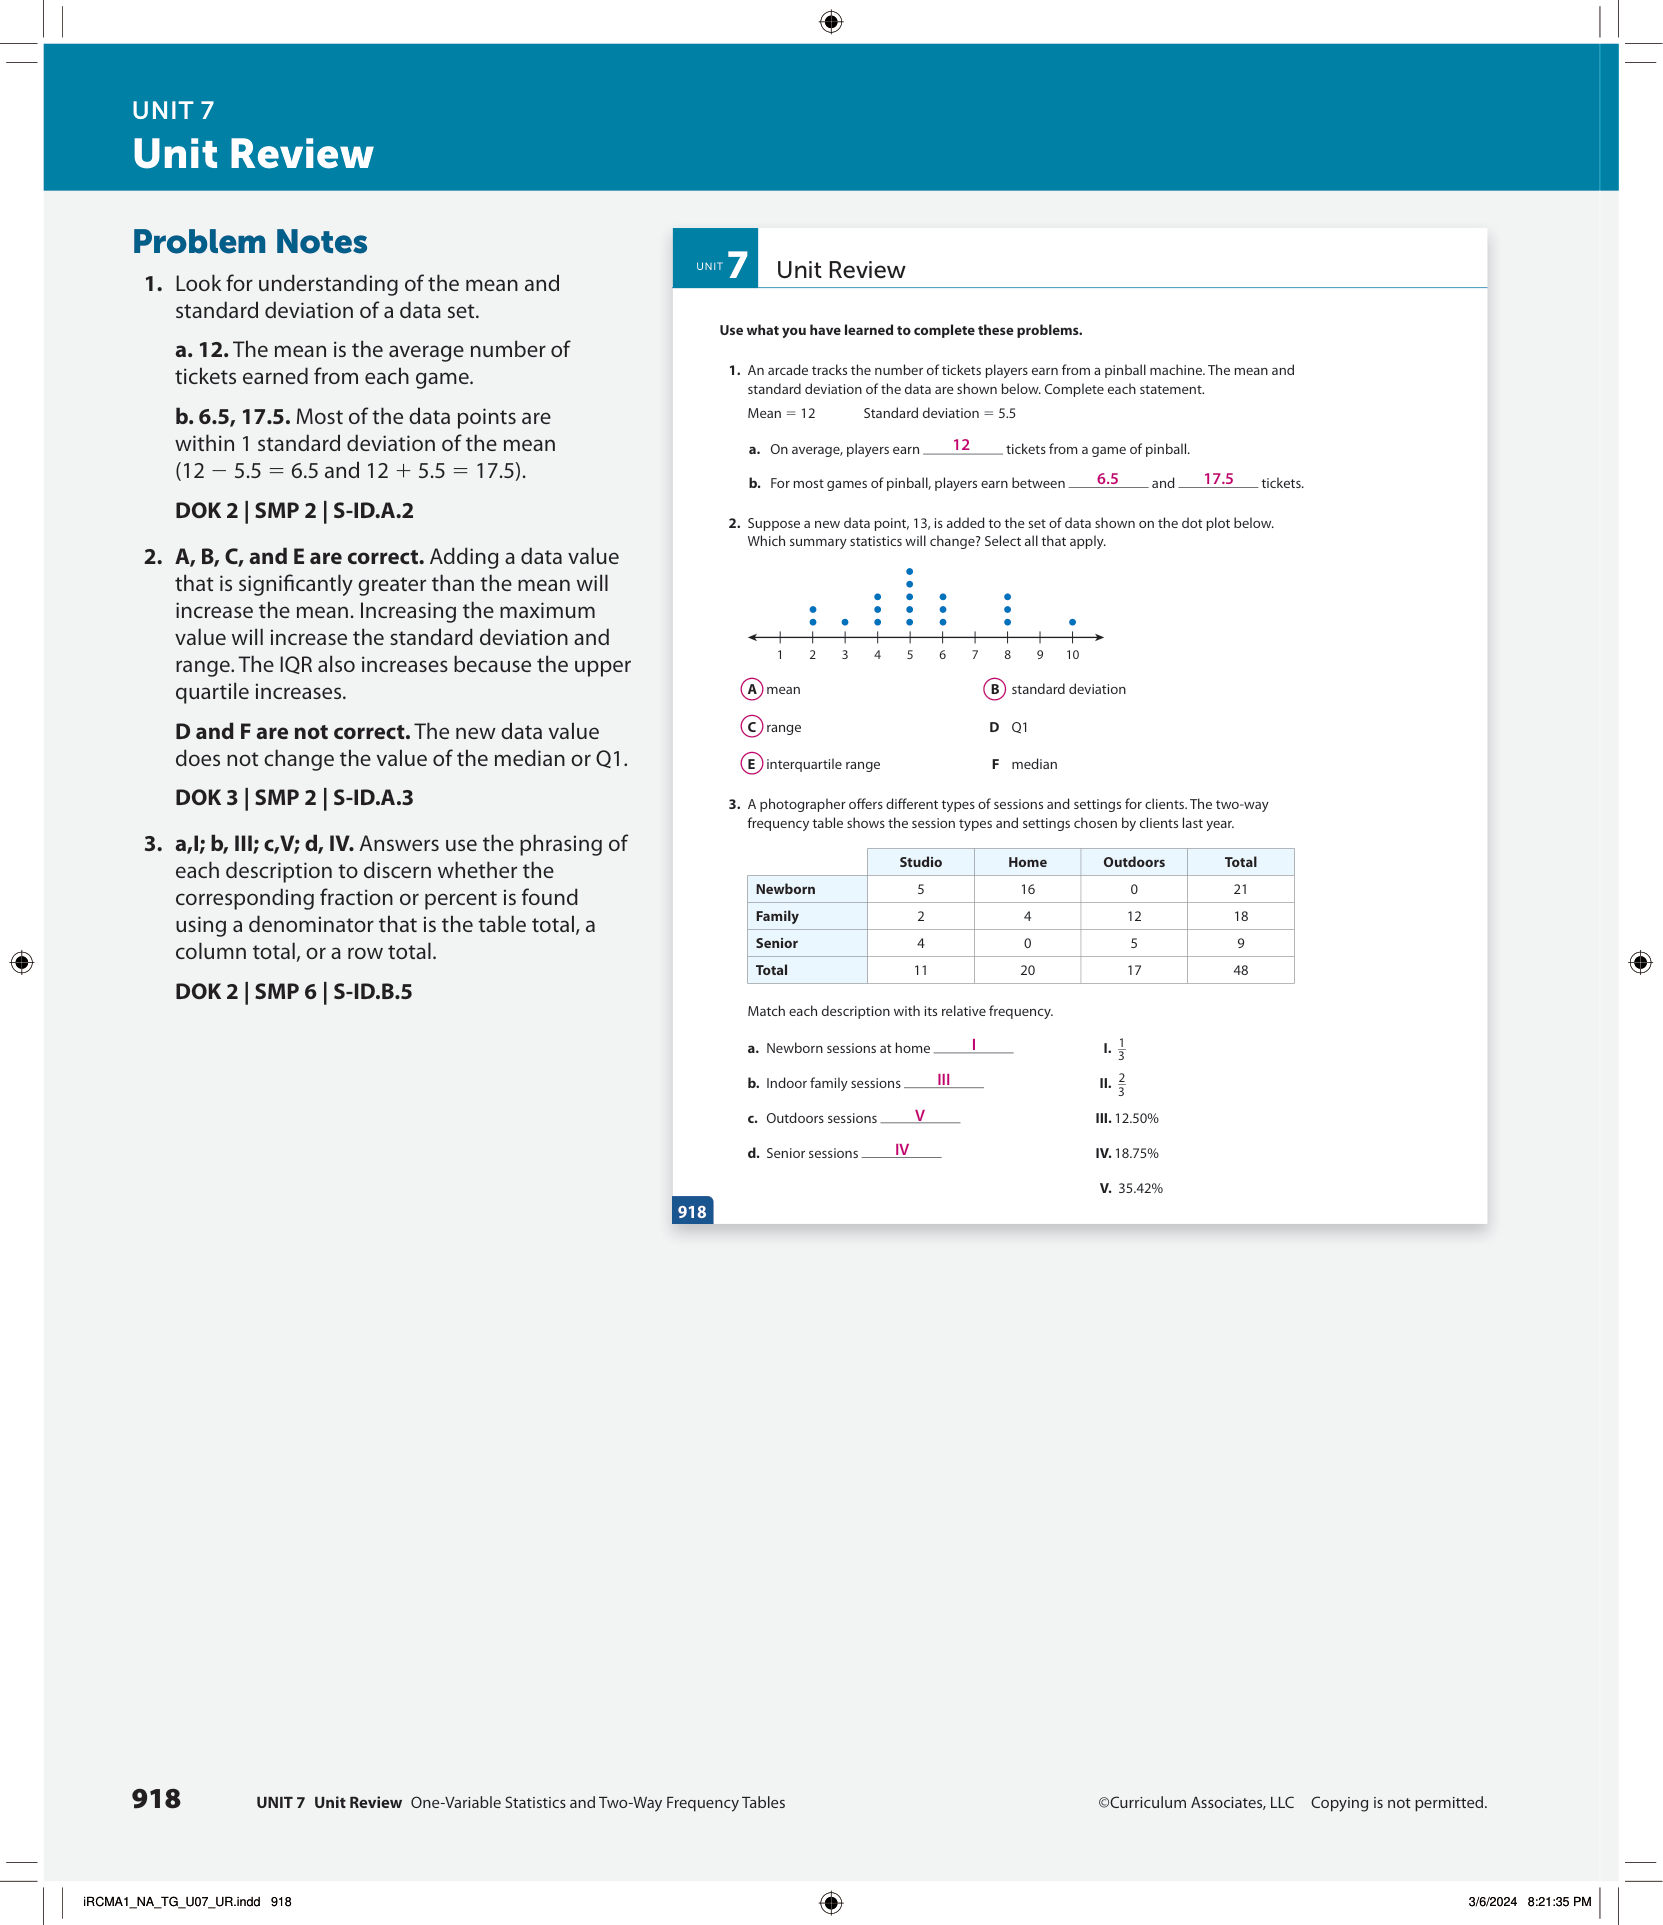 UNIT 7
Unit Review
Problem Notes
1. Look for understanding of the mean and
standard deviation of a data set.
a. 12. The mean is the average number of
tickets earned from each game.
b. 6.5, 17.5. Most of the data points are
within 1 standard deviation of the mean
(12 − 5.5 = 6.5 and 12 + 5.5 = 17.5).
DOK 2 | SMP 2 | S-ID.A.2
2. A, B, C, and E are correct. Adding a data value
that is significantly greater than the mean will
increase the mean. Increasing the maximum
value will increase the standard deviation and
range. The IQR also increases because the upper
quartile increases.
D and F are not correct. The new data value
does not change the value of the median or Q1.
DOK 3 | SMP 2 | S-ID.A.3
3. a,I; b, III; c,V; d, IV. Answers use the phrasing of
each description to discern whether the
corresponding fraction or percent is found
using a denominator that is the table total, a
column total, or a row total.
DOK 2 | SMP 6 | S-ID.B.5
UNIT 7 Unit Review
Use what you have learned to complete these problems.
1. An arcade tracks the number of tickets players earn from a pinball machine. The mean and
standard deviation of the data are shown below. Complete each statement.
Mean = 12 Standard deviation = 5.5
a. On average, players earn 12 tickets from a game of pinball.
b. For most games of pinball, players earn between 6.5 and 17.5 tickets.
2. Suppose a new data point, 13, is added to the set of data shown on the dot plot below.
Which summary statistics will change? Select all that apply.
1 2 3 4 5 6 7 8 9 10
A mean B standard deviation
C range D Q1
E interquartile range F median
3. A photographer offers different types of sessions and settings for clients. The two-way
frequency table shows the session types and settings chosen by clients last year.
Studio Home Outdoors Total
Newborn 5 16 0 21
Family 2 4 12 18
Senior 4 0 5 9
Total 11 20 17 48
Match each description with its relative frequency.
a. Newborn sessions at home I I. 1/3
b. Indoor family sessions III II. 2/3
c. Outdoors sessions V III. 12.50%
d. Senior sessions IV IV. 18.75%
V. 35.42%
918
918 UNIT 7 Unit Review One-Variable Statistics and Two-Way Frequency Tables ©Curriculum Associates, LLC Copying is not permitted.
iRCMA1_NA_TG_U07_UR.indd 918 3/6/2024 8:21:35 PM